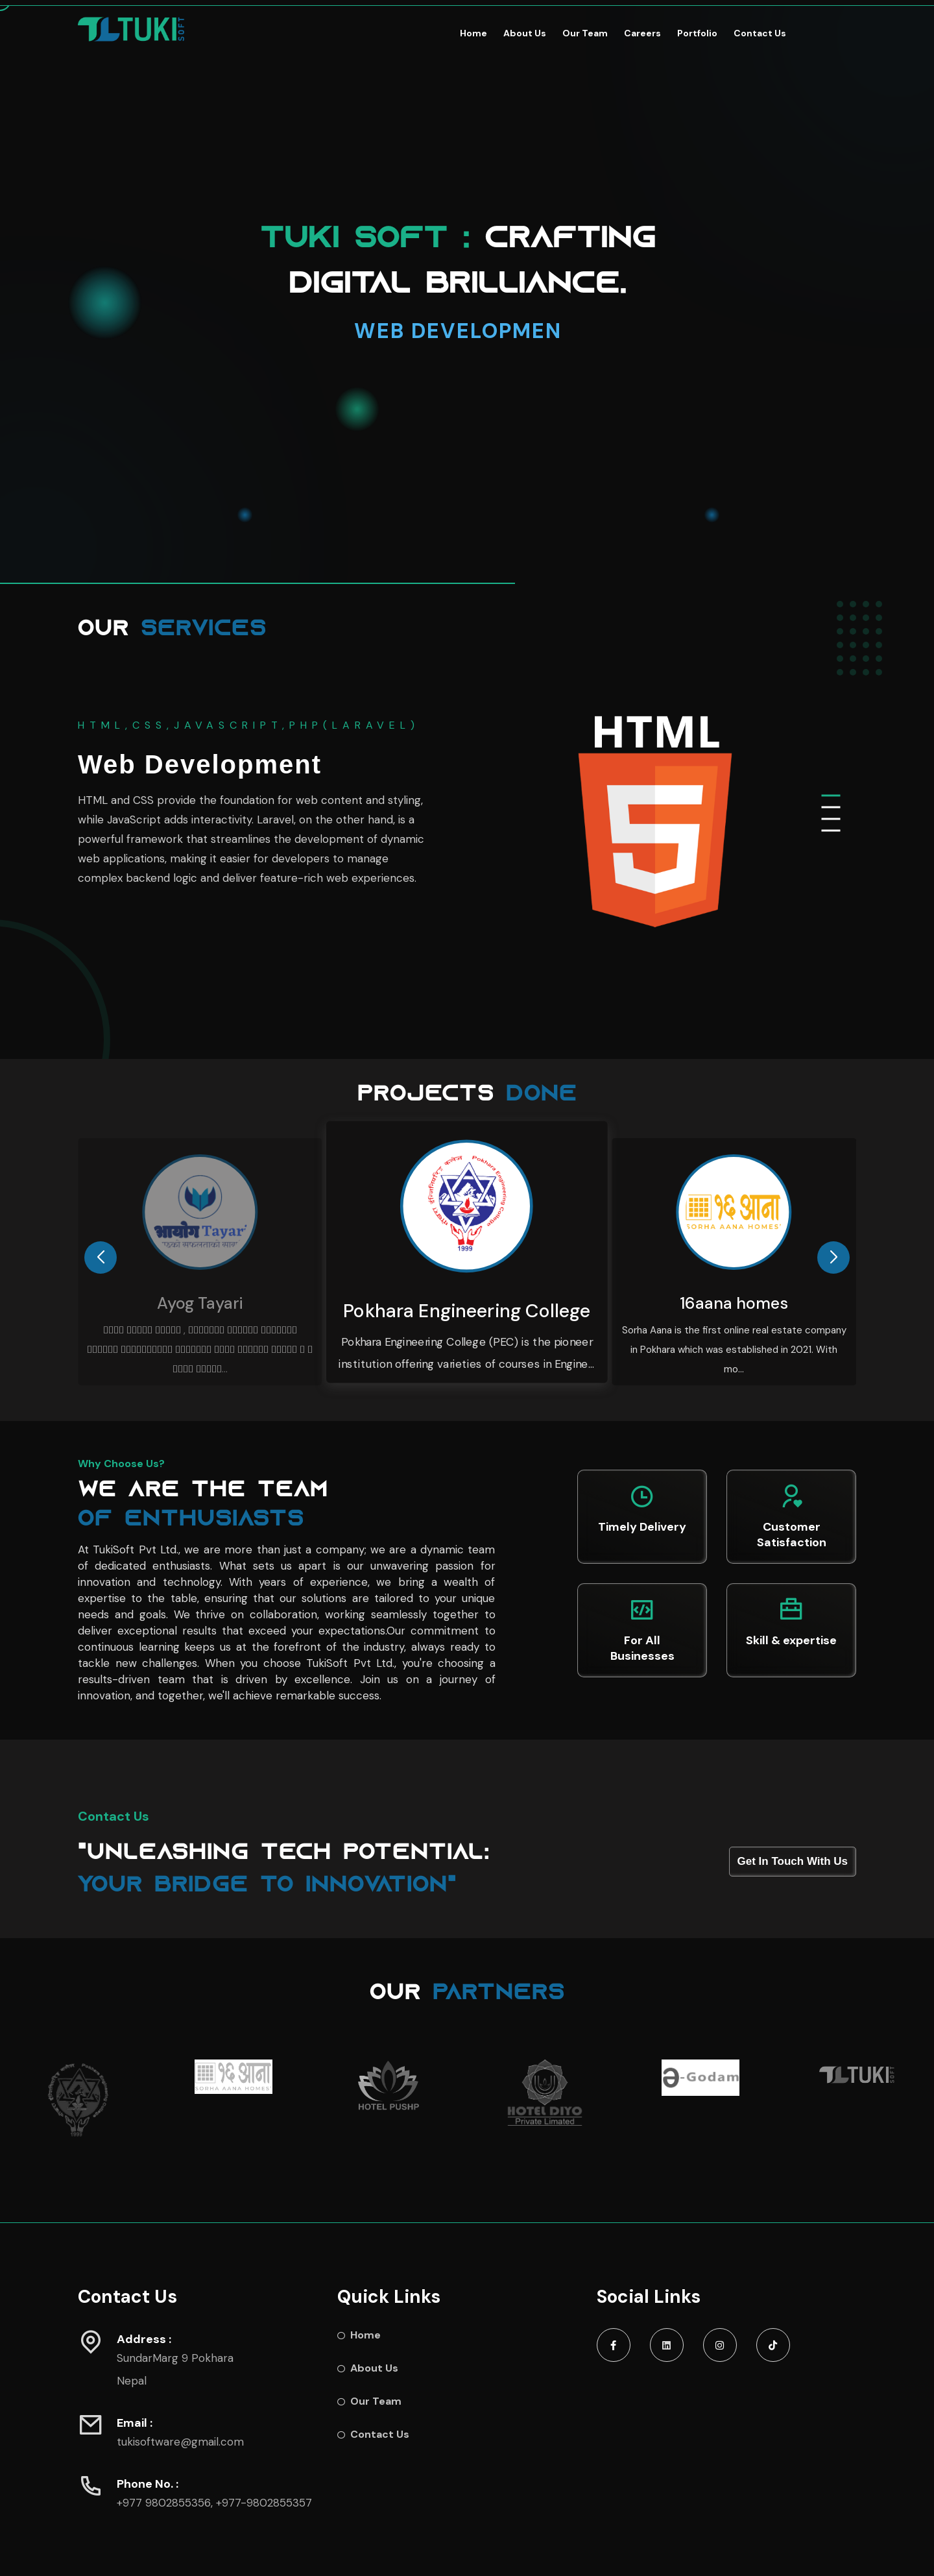 TUKI SOFT
Home About Us Our Team Careers Portfolio Contact Us
TUKI SOFT : CRAFTING
DIGITAL BRILLIANCE.
WEB DEVELOPMEN
OUR SERVICES
HTML,CSS,JAVASCRIPT,PHP(LARAVEL)
Web Development
HTML and CSS provide the foundation for web content and styling,
while JavaScript adds interactivity. Laravel, on the other hand, is a
powerful framework that streamlines the development of dynamic
web applications, making it easier for developers to manage
complex backend logic and deliver feature-rich web experiences.
HTML
5
PROJECTS DONE
आयोग Tayari
Ayog Tayari
Pokhara Engineering College
1999
Pokhara Engineering College
Pokhara Engineering College (PEC) is the pioneer
institution offering varieties of courses in Engine...
१६ आना
SORHA AANA HOMES
16aana homes
Sorha Aana is the first online real estate company
in Pokhara which was established in 2021. With
mo...
Why Choose Us?
WE ARE THE TEAM
OF ENTHUSIASTS
At TukiSoft Pvt Ltd., we are more than just a company; we are a dynamic team
of dedicated enthusiasts. What sets us apart is our unwavering passion for
innovation and technology. With years of experience, we bring a wealth of
expertise to the table, ensuring that our solutions are tailored to your unique
needs and goals. We thrive on collaboration, working seamlessly together to
deliver exceptional results that exceed your expectations.Our commitment to
continuous learning keeps us at the forefront of the industry, always ready to
tackle new challenges. When you choose TukiSoft Pvt Ltd., you're choosing a
results-driven team that is driven by excellence. Join us on a journey of
innovation, and together, we'll achieve remarkable success.
Timely Delivery
Customer
Satisfaction
For All
Businesses
Skill & expertise
Contact Us
"UNLEASHING TECH POTENTIAL:
YOUR BRIDGE TO INNOVATION"
Get In Touch With Us
OUR PARTNERS
1999
१६ आना
SORHA AANA HOMES
HOTEL PUSHP
HOTEL DIYO
Private Limated
Ə-Godam
TUKI SOFT
Contact Us
Address :
SundarMarg 9 Pokhara
Nepal
Email :
tukisoftware@gmail.com
Phone No. :
+977 9802855356, +977-9802855357
Quick Links
Home
About Us
Our Team
Contact Us
Social Links